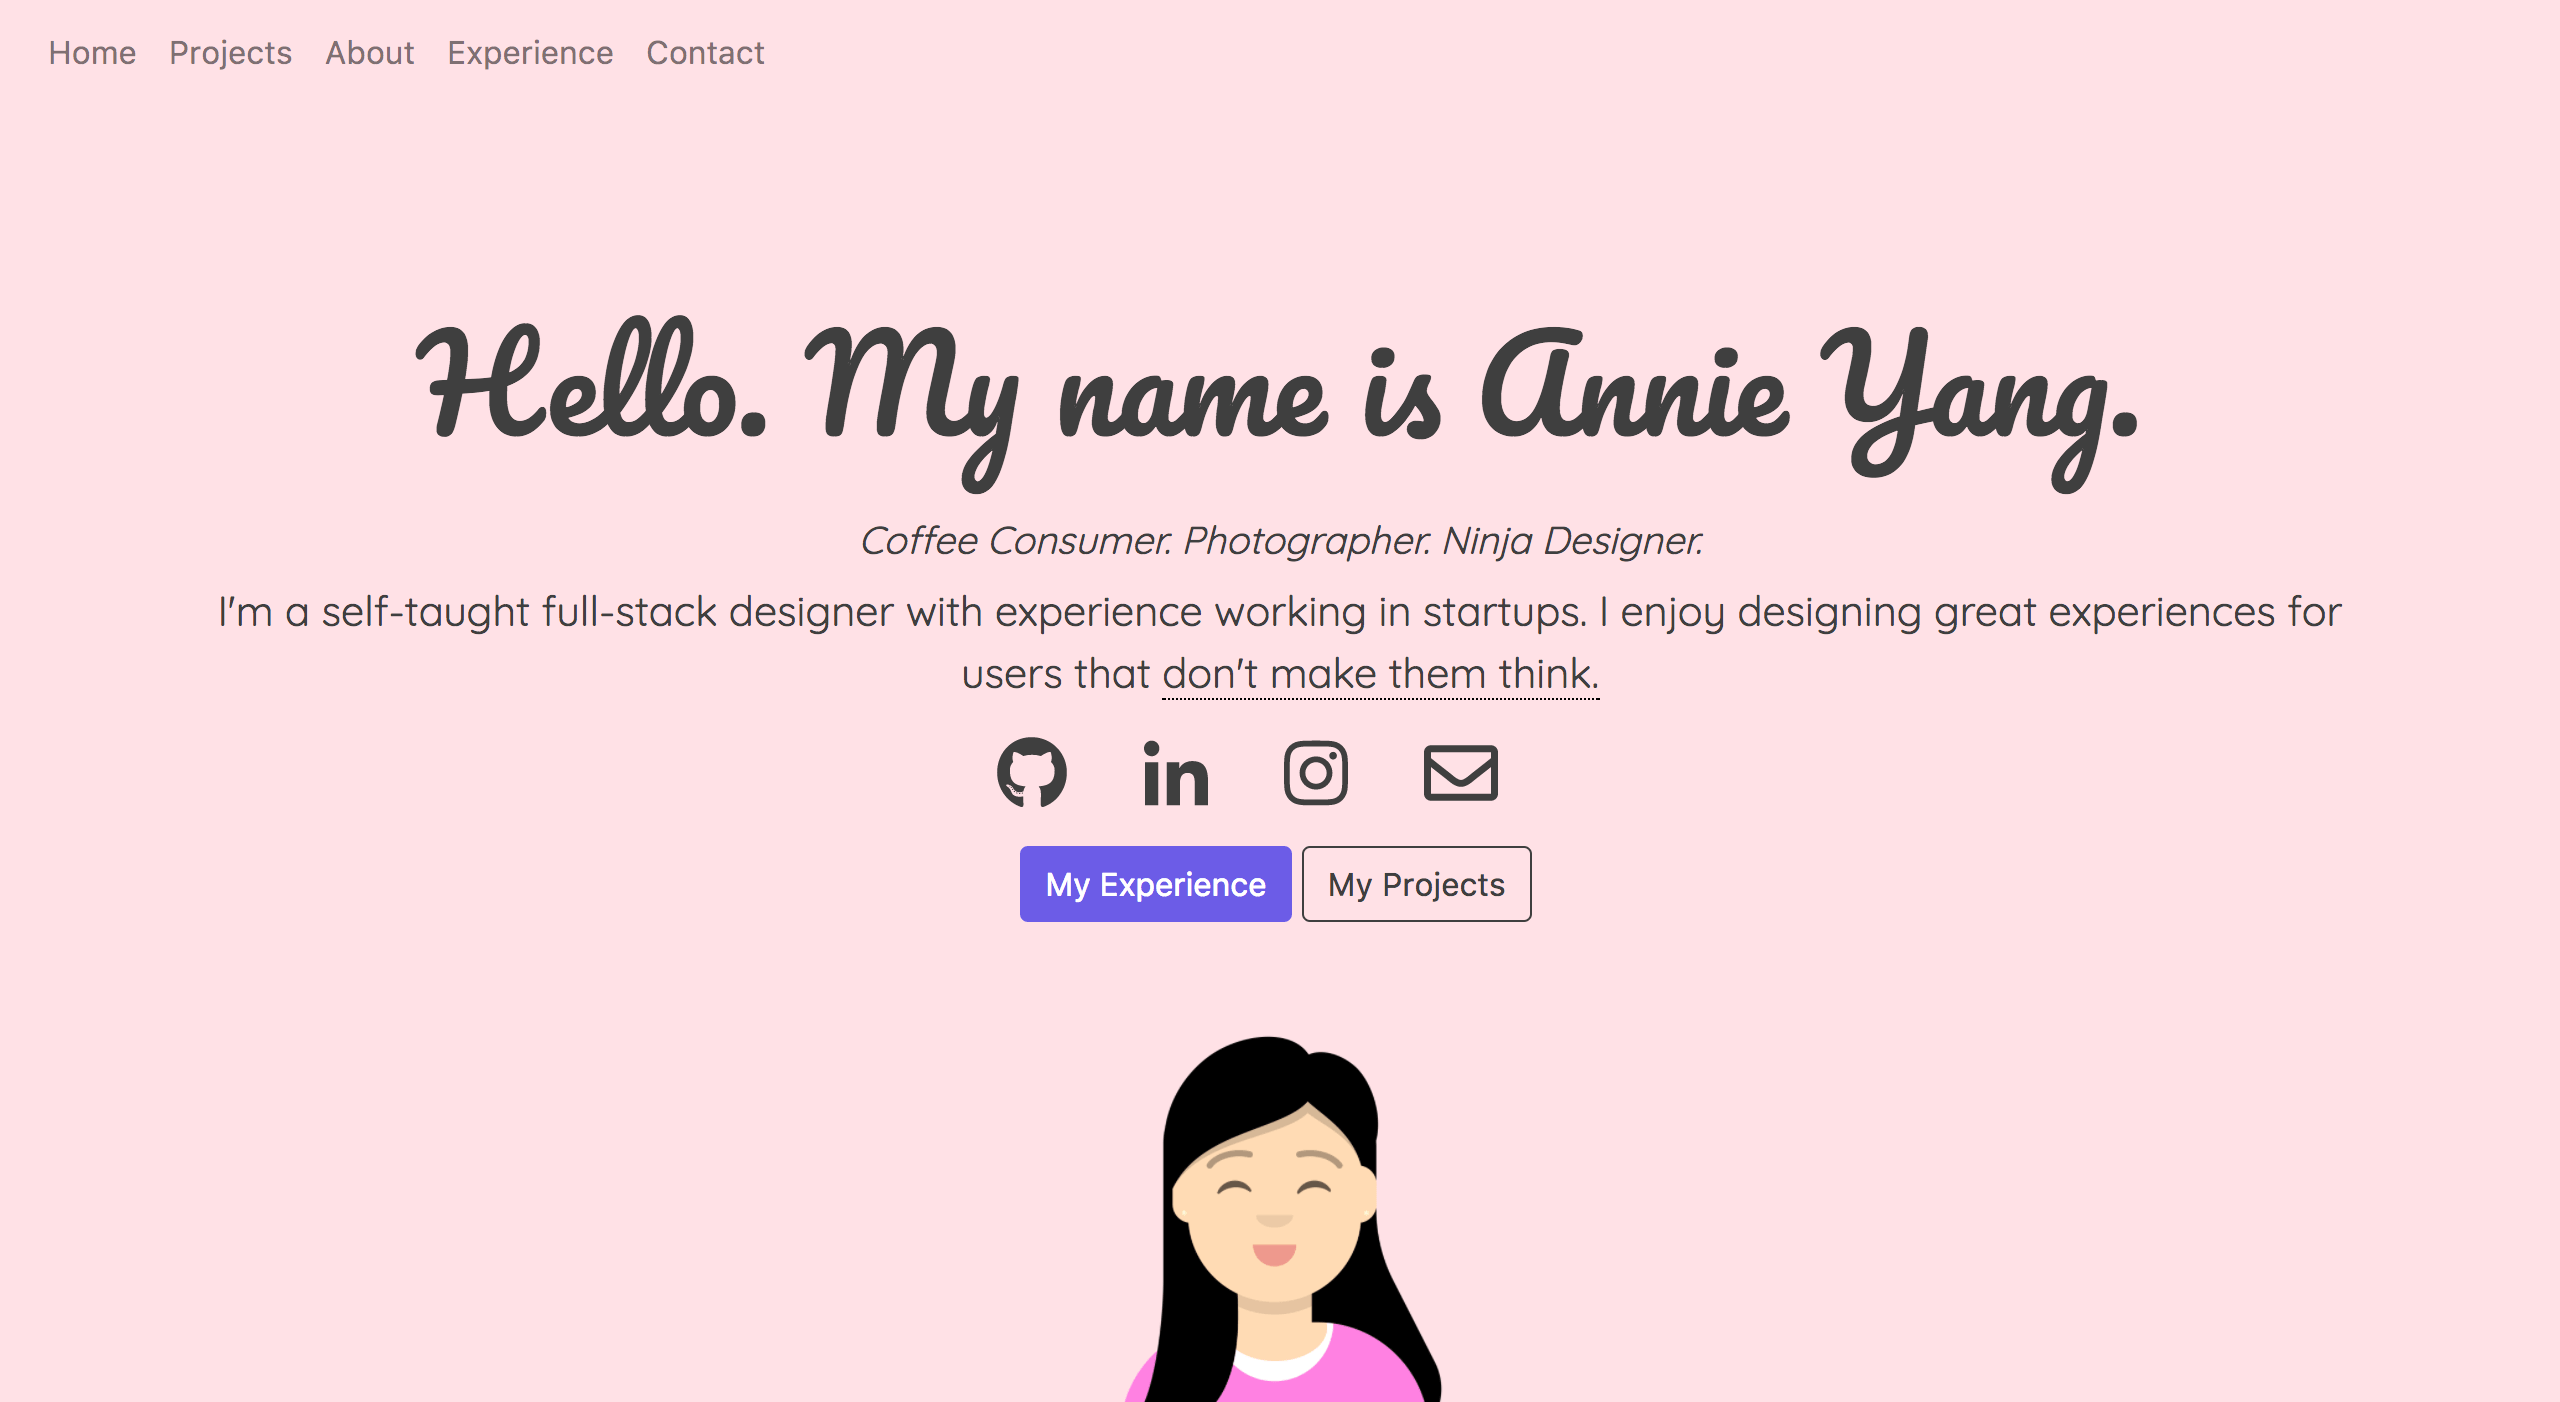 Home Projects About Experience Contact
Hello. My name is Annie Yang.
Coffee Consumer. Photographer. Ninja Designer.
I'm a self-taught full-stack designer with experience working in startups. I enjoy designing great experiences for
users that don't make them think.
in
My Experience My Projects